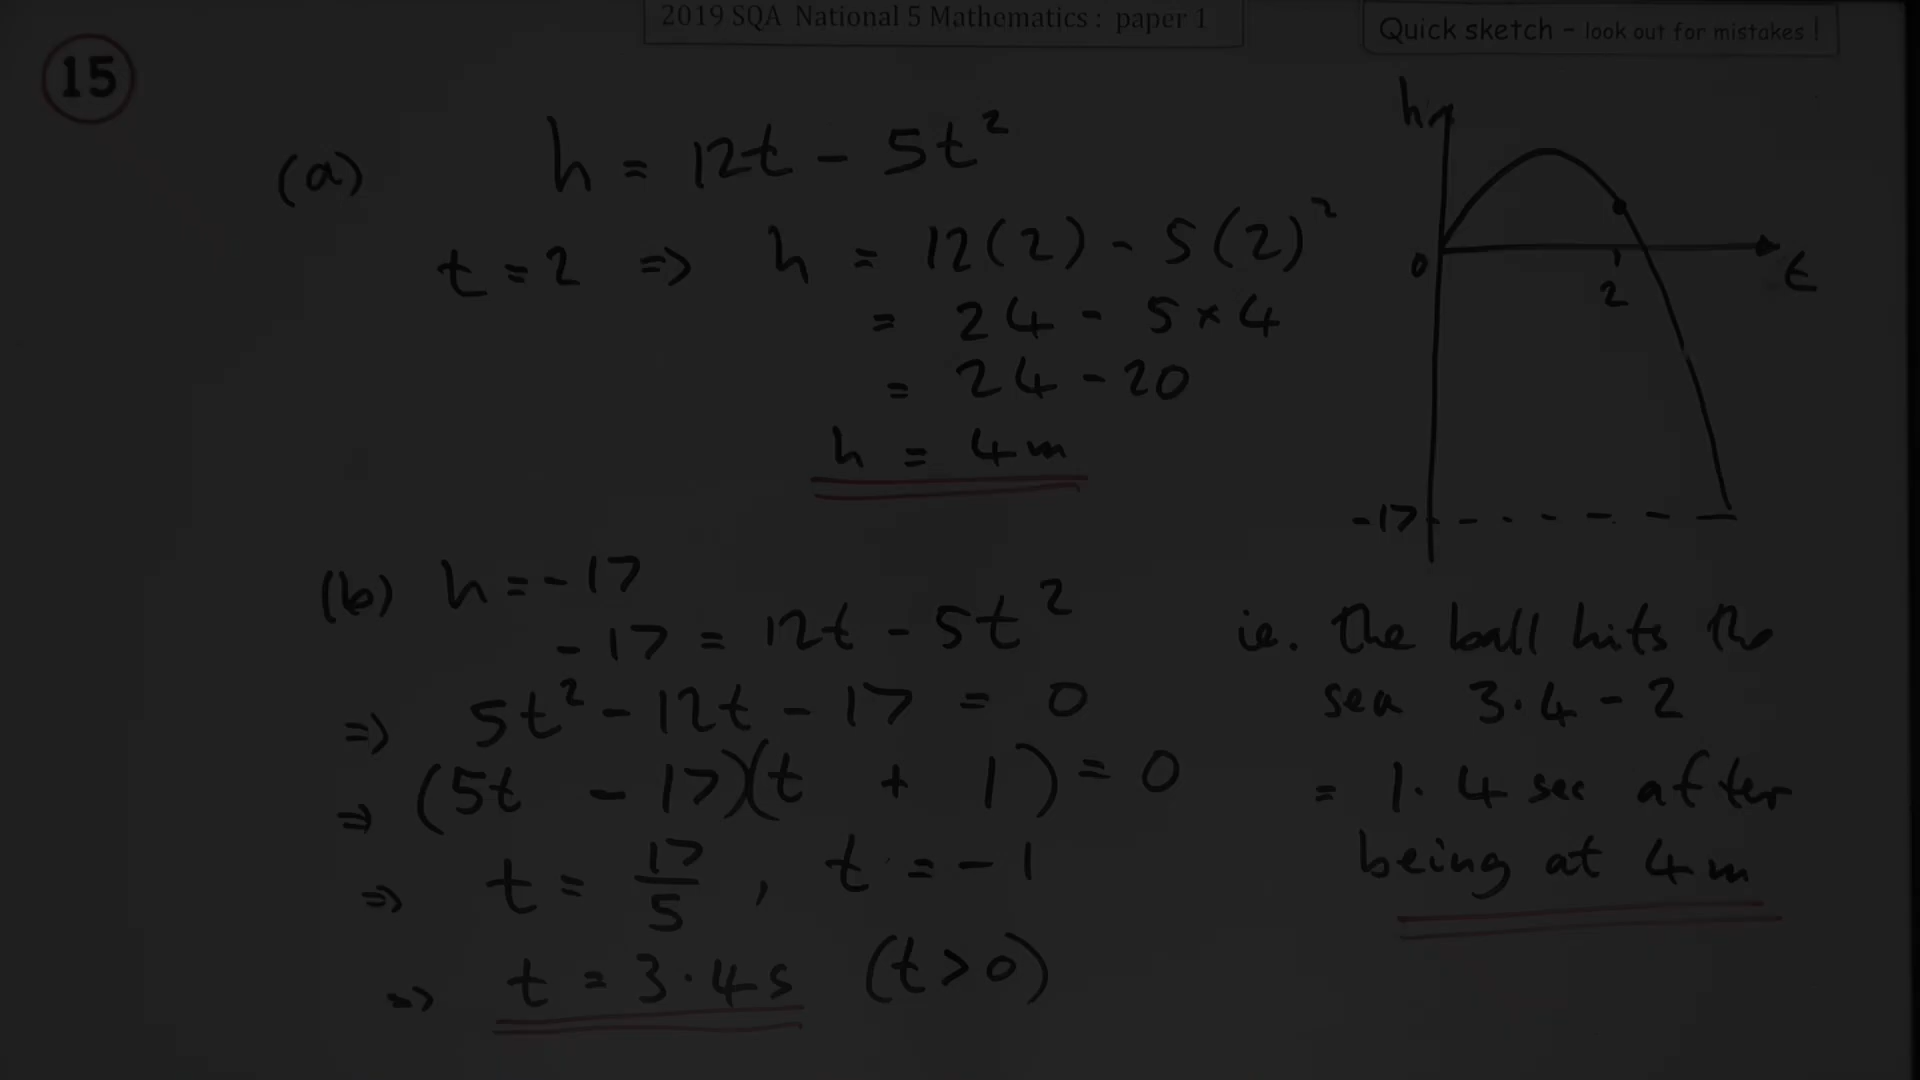 2019 SQA National 5 Mathematics : paper 1
Quick sketch – look out for mistakes !
15
(a) h = 12t - 5t²
t = 2 => h = 12(2) - 5(2)²
= 24 - 5 × 4
= 24 - 20
h = 4m
h
0
2
t
-17
(b) h = -17
-17 = 12t - 5t²
=> 5t² - 12t - 17 = 0
=> (5t - 17)(t + 1) = 0
=> t = 17/5 , t = -1
=> t = 3·4s (t > 0)
ie. the ball hits the
sea 3·4 - 2
= 1·4 sec after
being at 4m